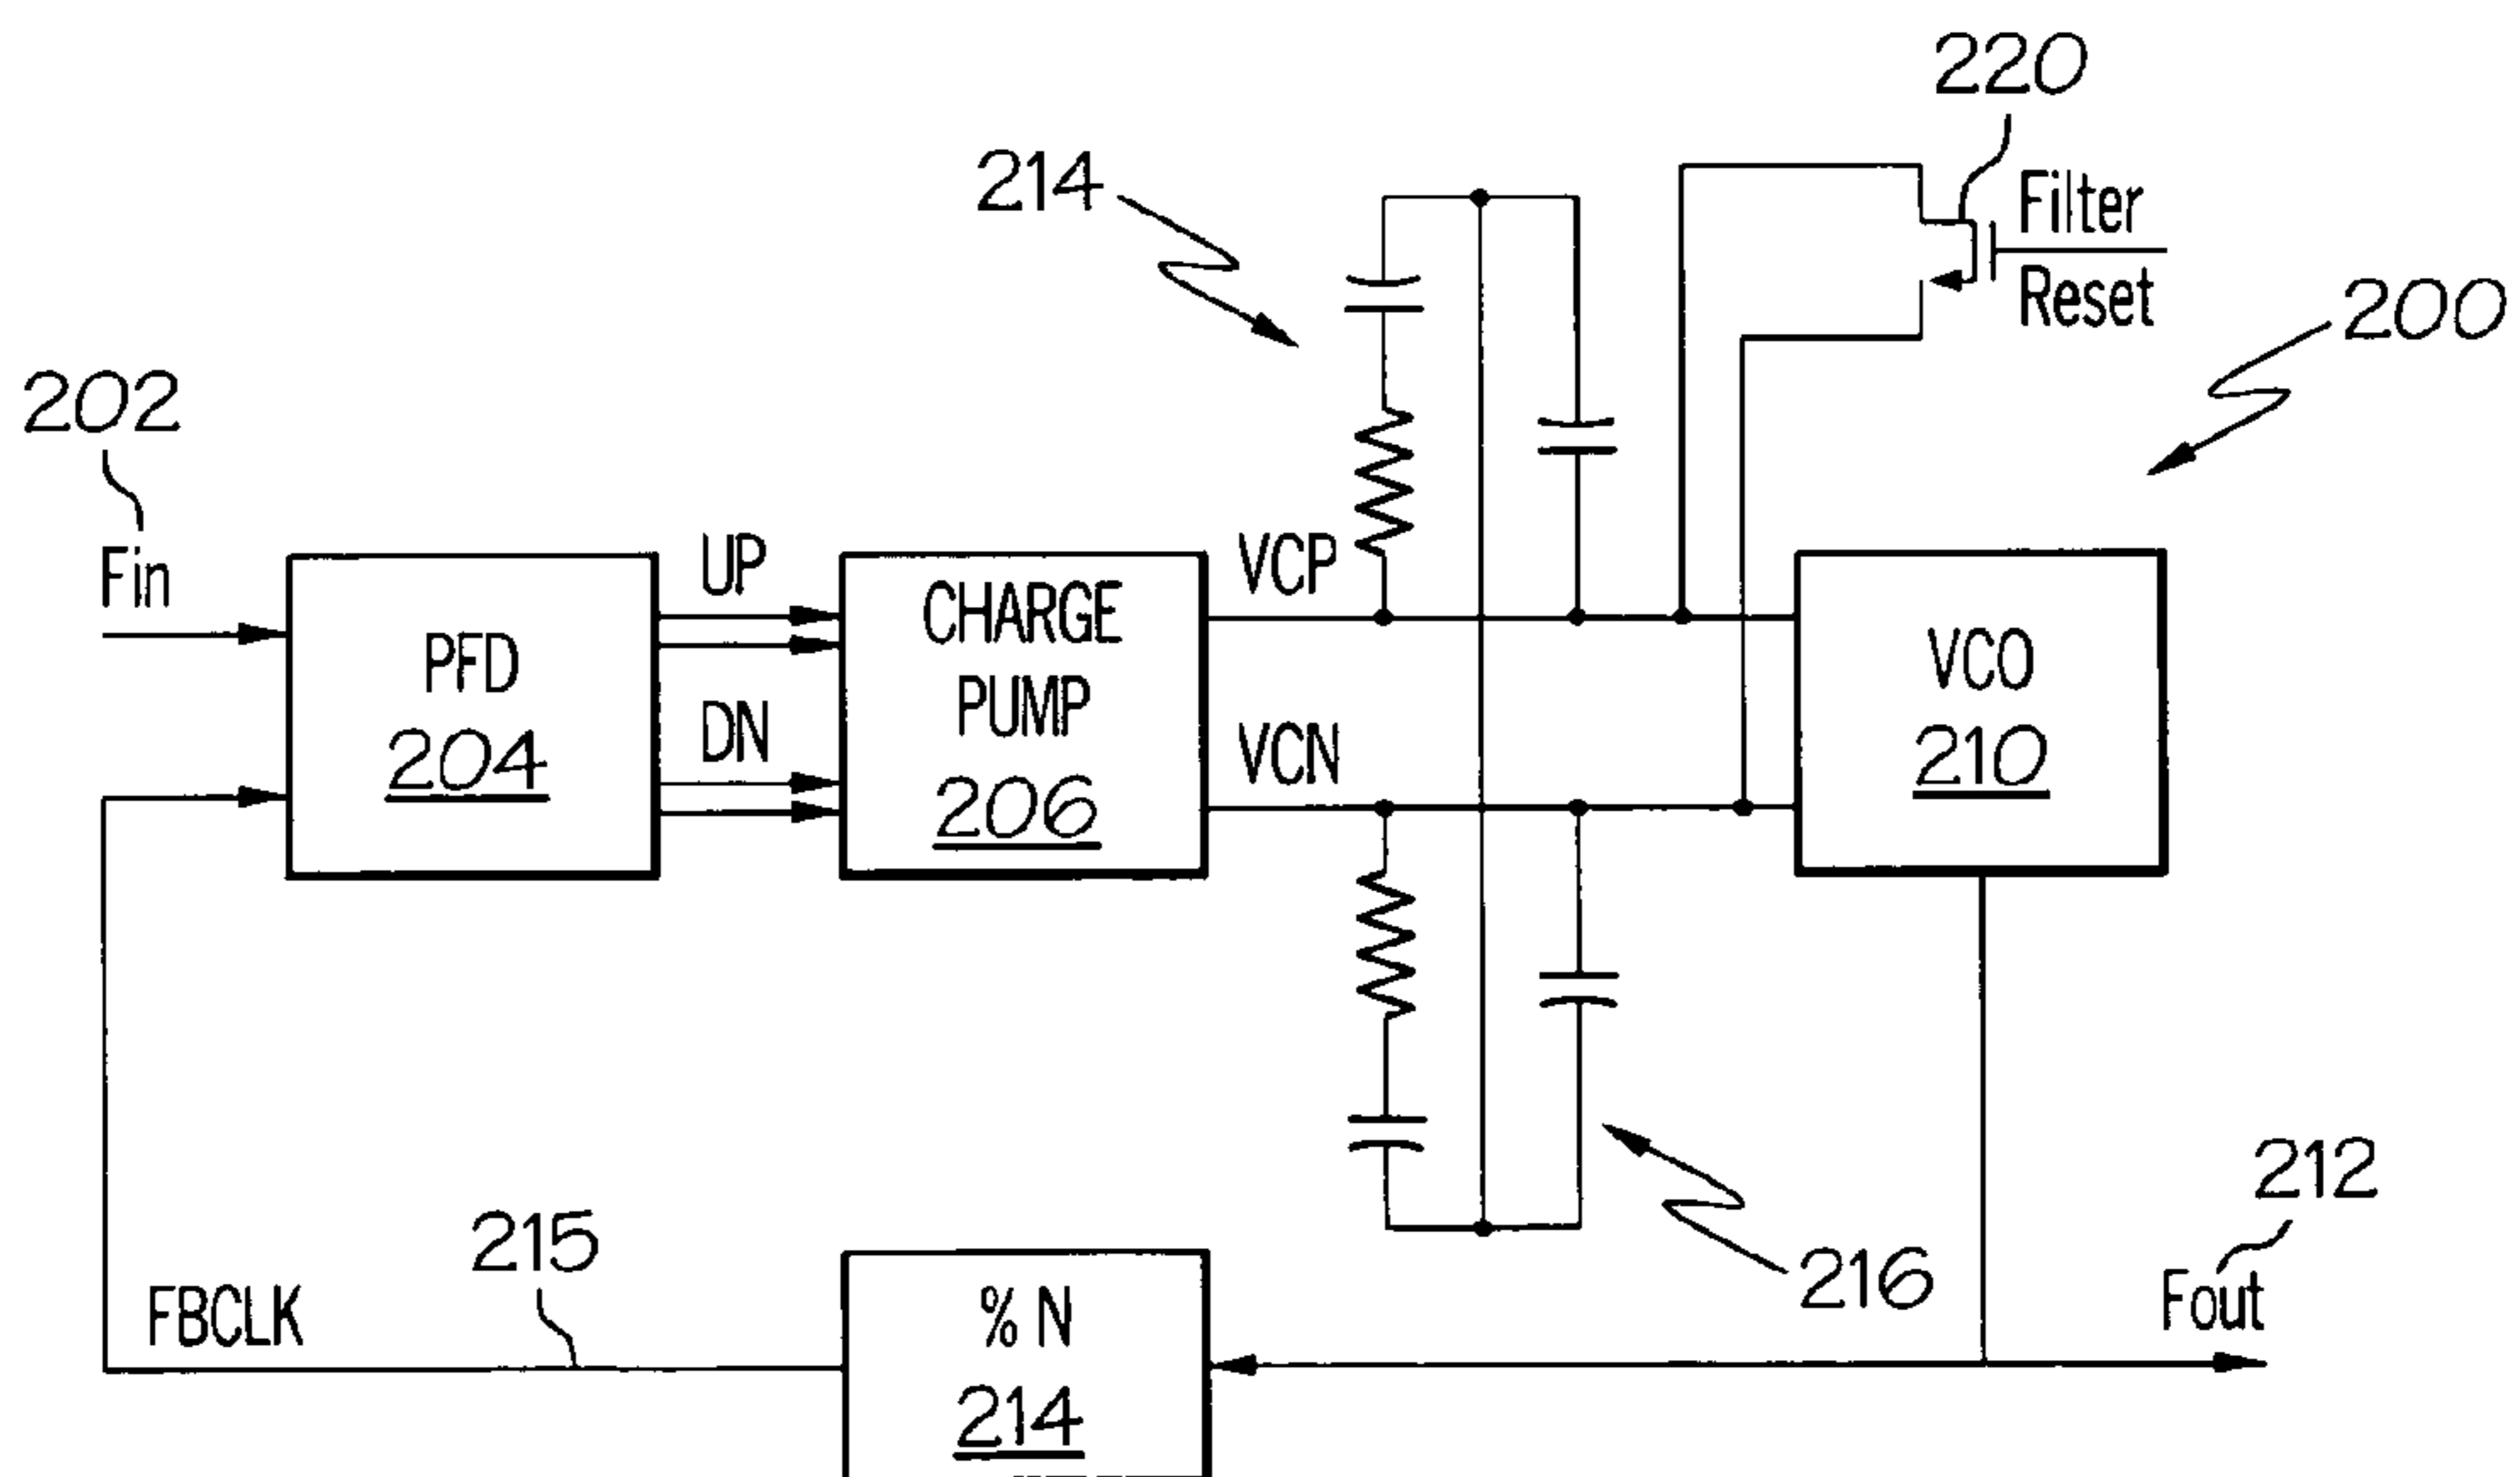 220
214
Filter
Reset
200
202
Fin
UP
VCP
CHARGE
PUMP
206
PFD
204
DN
VCN
VCO
210
212
215
216
Fout
FBCLK
% N
214